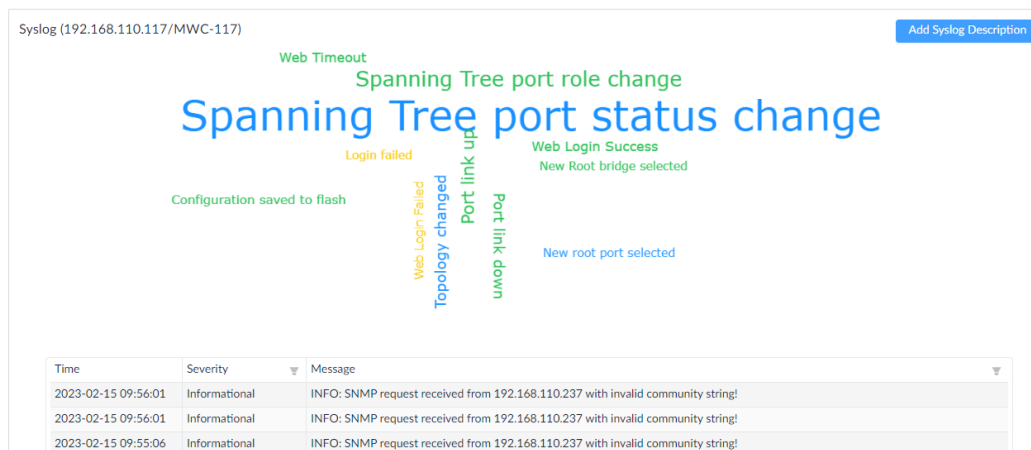 Syslog (192.168.110.117/MWC-117)
Add Syslog Description
Web Timeout
Spanning Tree port role change
Spanning Tree port status change
Login failed
Port link up
Web Login Success
New Root bridge selected
Configuration saved to flash
Web Login Failed
Topology changed
Port link down
New root port selected
Time Severity Message
2023-02-15 09:56:01 Informational INFO: SNMP request received from 192.168.110.237 with invalid community string!
2023-02-15 09:56:01 Informational INFO: SNMP request received from 192.168.110.237 with invalid community string!
2023-02-15 09:55:06 Informational INFO: SNMP request received from 192.168.110.237 with invalid community string!